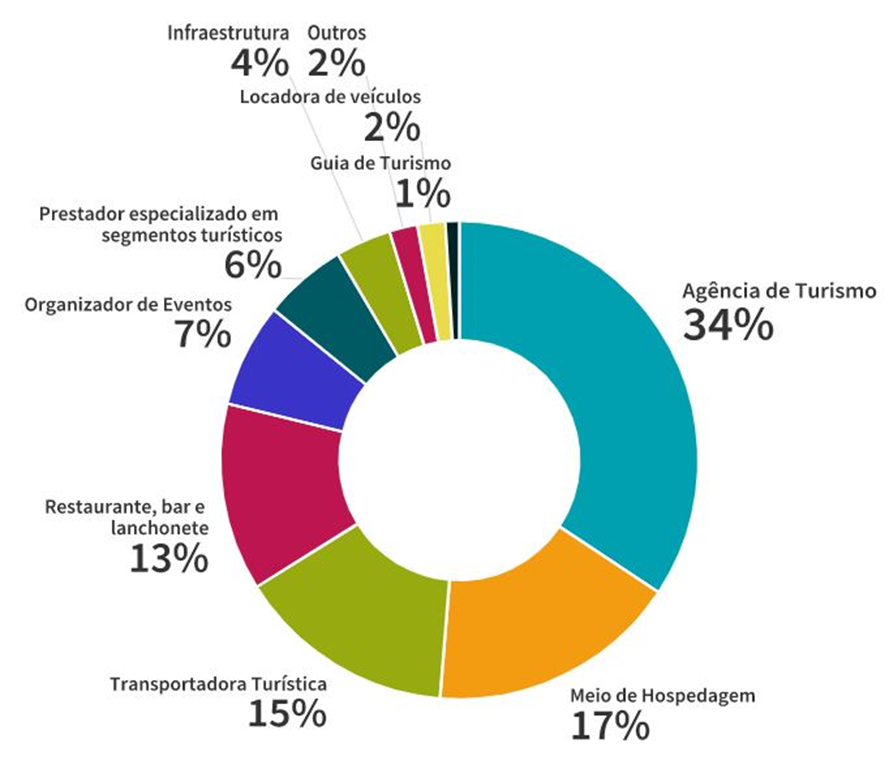 Infraestrutura
4%
Outros
2%
Locadora de veículos
2%
Guia de Turismo
1%
Prestador especializado em
segmentos turísticos
6%
Organizador de Eventos
7%
Agência de Turismo
34%
Restaurante, bar e
lanchonete
13%
Transportadora Turística
15%
Meio de Hospedagem
17%